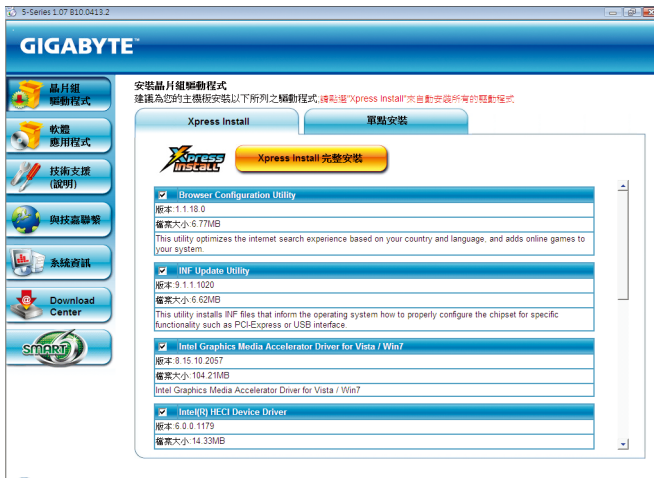 5-Series 1.07 B10.0413.2
GIGABYTE™
晶片組
驅動程式
軟體
應用程式
技術支援
(說明)
與技嘉聯繫
系統資訊
Download
Center
SMART
安裝晶片組驅動程式
建議為您的主機板安裝以下所列之驅動程式;請點選"Xpress Install"來自動安裝所有的驅動程式
Xpress Install
單點安裝
Xpress
INSTALL
Xpress Install 完整安裝
Browser Configuration Utility
版本:1.1.18.0
檔案大小:6.77MB
This utility optimizes the internet search experience based on your country and language, and adds online games to
your system.
INF Update Utility
版本:9.1.1.1020
檔案大小:6.62MB
This utility installs INF files that inform the operating system how to properly configure the chipset for specific
functionality such as PCI-Express or USB interface.
Intel Graphics Media Accelerator Driver for Vista / Win7
版本:8.15.10.2057
檔案大小:104.21MB
Intel Graphics Media Accelerator Driver for Vista / Win7
Intel(R) HECI Device Driver
版本:6.0.0.1179
檔案大小:14.33MB